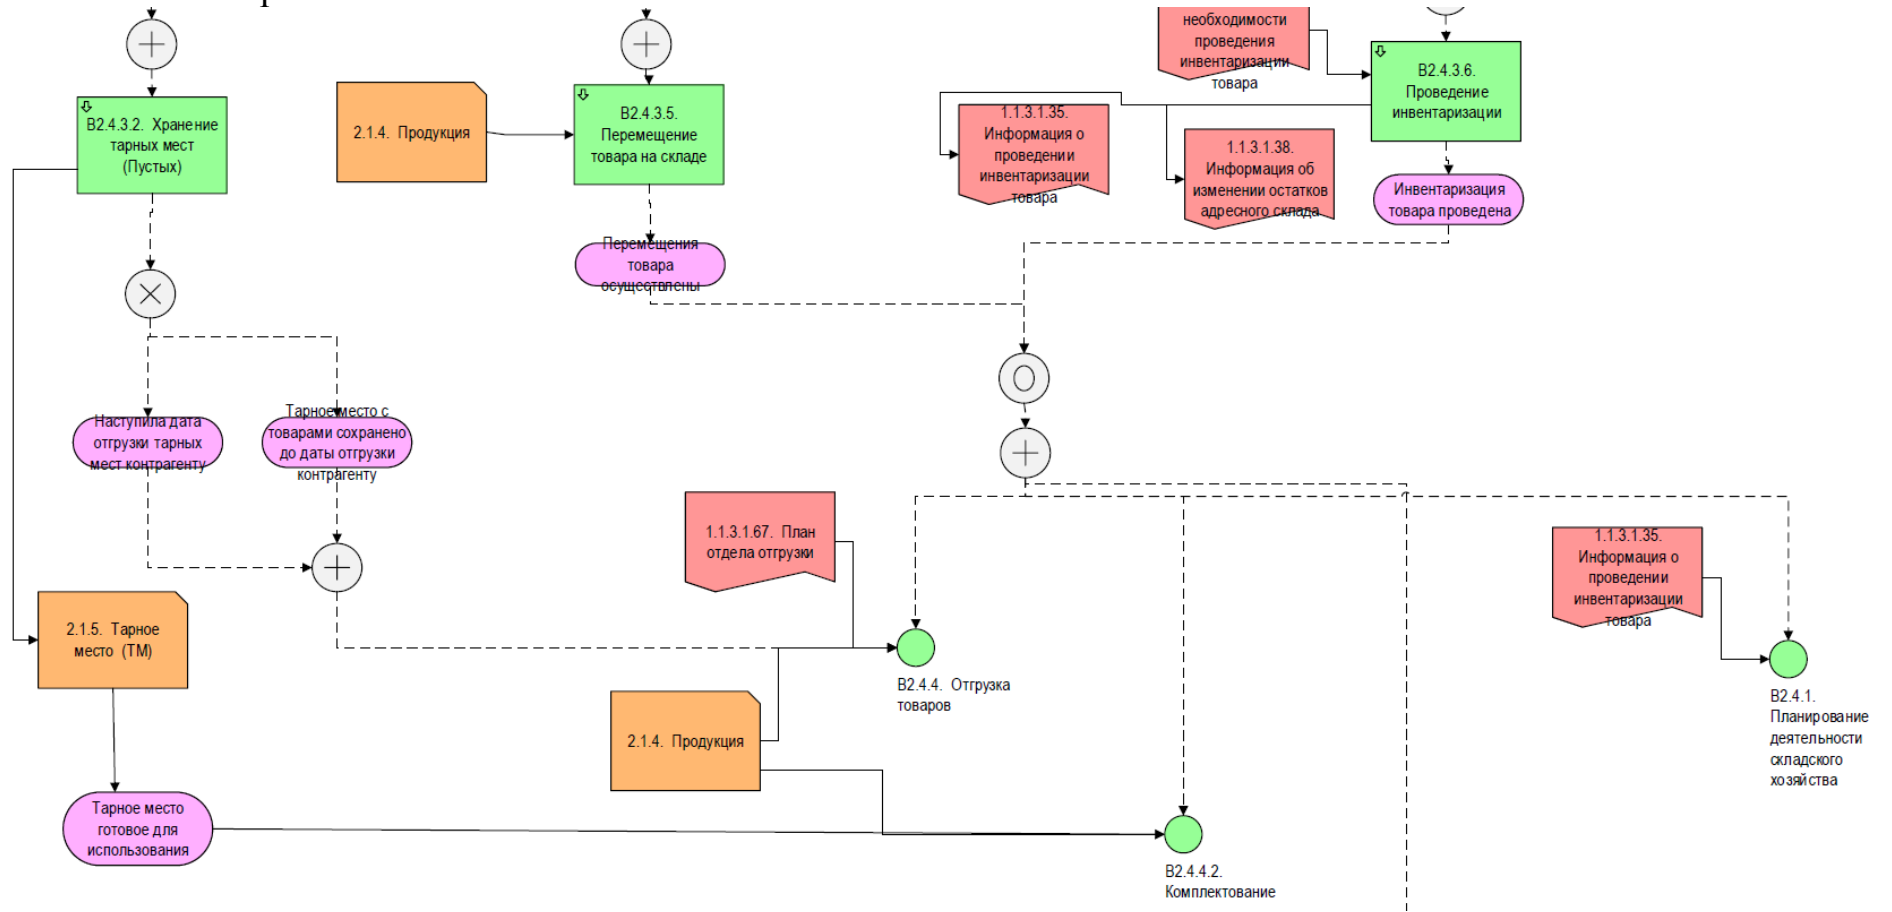 необходимости
проведения
инвентаризации
товара
B2.4.3.6.
Проведение
инвентаризации
B2.4.3.2. Хранение
тарных мест
(Пустых)
2.1.4. Продукция
B2.4.3.5.
Перемещение
товара на складе
1.1.3.1.35.
Информация о
проведении
инвентаризации
товара
1.1.3.1.38.
Информация об
изменении остатков
адресного склада
Инвентаризация
товара проведена
Перемещения
товара
осуществлены
Наступила дата
отгрузки тарных
мест контрагенту
Тарное место с
товарами сохранено
до даты отгрузки
контрагенту
1.1.3.1.67. План
отдела отгрузки
1.1.3.1.35.
Информация о
проведении
инвентаризации
товара
2.1.5. Тарное
место (ТМ)
B2.4.4. Отгрузка
товаров
2.1.4. Продукция
B2.4.1.
Планирование
деятельности
складского
хозяйства
Тарное место
готовое для
использования
B2.4.4.2.
Комплектование